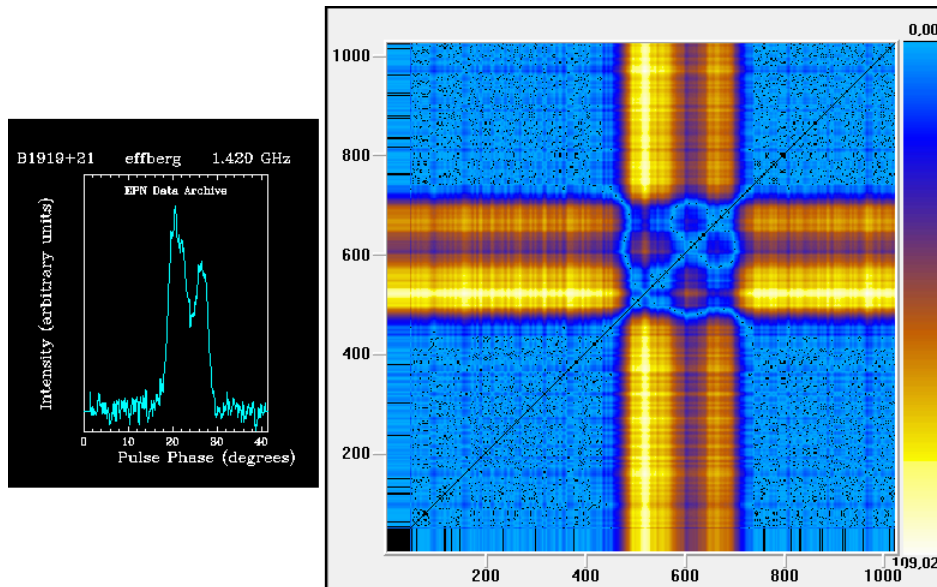 B1919+21 effberg 1.420 GHz
EPN Data Archive
Intensity (arbitrary units)
0 10 20 30 40
Pulse Phase (degrees)
1000
800
600
400
200
200 400 600 800 1000
0,00
109,02